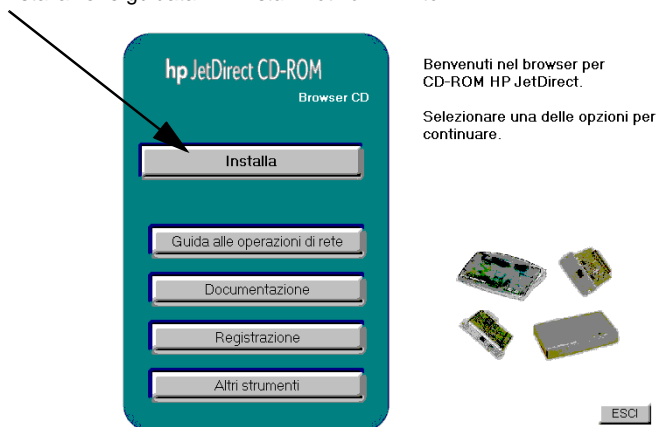 hp JetDirect CD-ROM
Browser CD
Installa
Guida alle operazioni di rete
Documentazione
Registrazione
Altri strumenti
Benvenuti nel browser per
CD-ROM HP JetDirect.
Selezionare una delle opzioni per
continuare.
ESCI